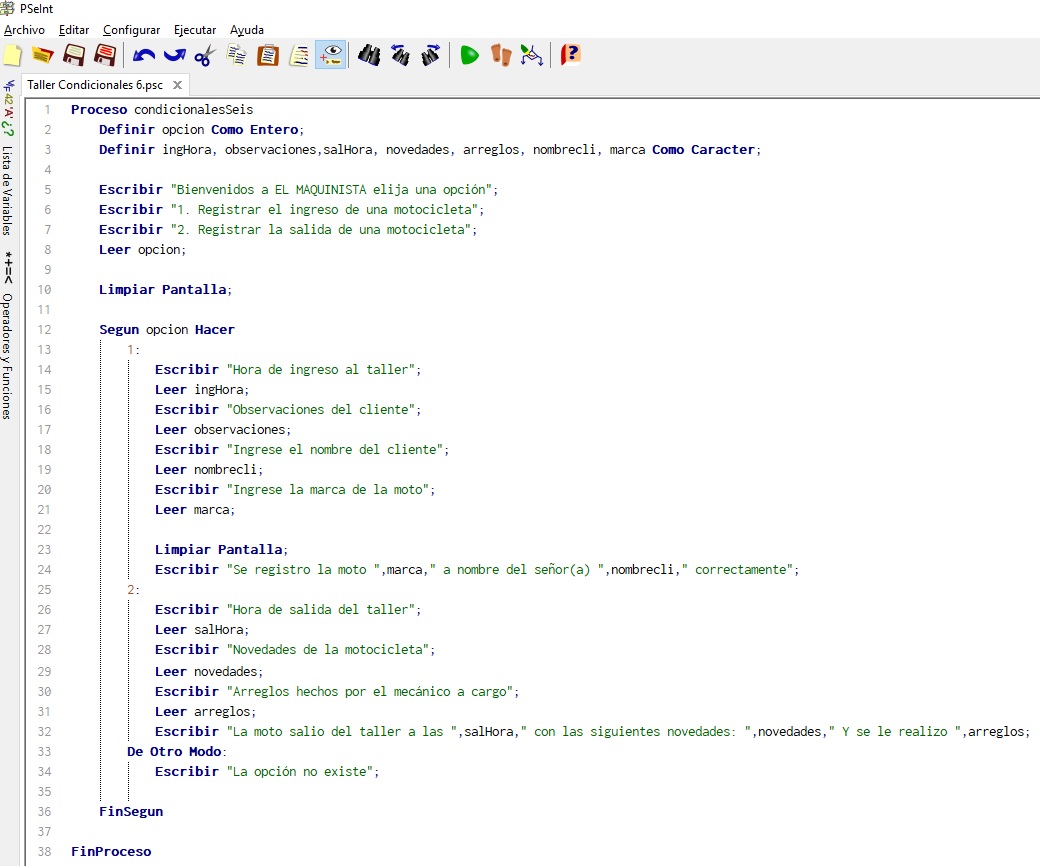 PSeInt
Archivo Editar Configurar Ejecutar Ayuda
Taller Condicionales 6.psc
Lista de Variables
Operadores y Funciones
1 Proceso condicionalesSeis
2 Definir opcion Como Entero;
3 Definir ingHora, observaciones,salHora, novedades, arreglos, nombrecli, marca Como Caracter;
4
5 Escribir "Bienvenidos a EL MAQUINISTA elija una opción";
6 Escribir "1. Registrar el ingreso de una motocicleta";
7 Escribir "2. Registrar la salida de una motocicleta";
8 Leer opcion;
9
10 Limpiar Pantalla;
11
12 Segun opcion Hacer
13 1:
14 Escribir "Hora de ingreso al taller";
15 Leer ingHora;
16 Escribir "Observaciones del cliente";
17 Leer observaciones;
18 Escribir "Ingrese el nombre del cliente";
19 Leer nombrecli;
20 Escribir "Ingrese la marca de la moto";
21 Leer marca;
22
23 Limpiar Pantalla;
24 Escribir "Se registro la moto ",marca," a nombre del señor(a) ",nombrecli," correctamente";
25 2:
26 Escribir "Hora de salida del taller";
27 Leer salHora;
28 Escribir "Novedades de la motocicleta";
29 Leer novedades;
30 Escribir "Arreglos hechos por el mecánico a cargo";
31 Leer arreglos;
32 Escribir "La moto salio del taller a las ",salHora," con las siguientes novedades: ",novedades," Y se le realizo ",arreglos;
33 De Otro Modo:
34 Escribir "La opción no existe";
35
36 FinSegun
37
38 FinProceso